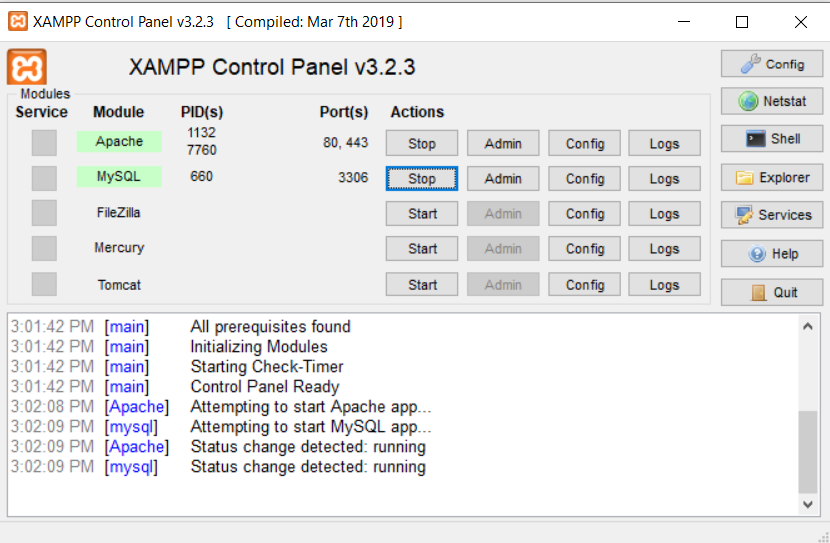 XAMPP Control Panel v3.2.3 [ Compiled: Mar 7th 2019 ]
XAMPP Control Panel v3.2.3
Config
Modules
Service Module PID(s) Port(s) Actions
Netstat
Apache 1132 7760 80, 443 Stop Admin Config Logs
Shell
MySQL 660 3306 Stop Admin Config Logs
Explorer
FileZilla Start Admin Config Logs
Services
Mercury Start Admin Config Logs
Help
Tomcat Start Admin Config Logs
Quit
3:01:42 PM [main] All prerequisites found
3:01:42 PM [main] Initializing Modules
3:01:42 PM [main] Starting Check-Timer
3:01:42 PM [main] Control Panel Ready
3:02:08 PM [Apache] Attempting to start Apache app...
3:02:09 PM [mysql] Attempting to start MySQL app...
3:02:09 PM [Apache] Status change detected: running
3:02:09 PM [mysql] Status change detected: running